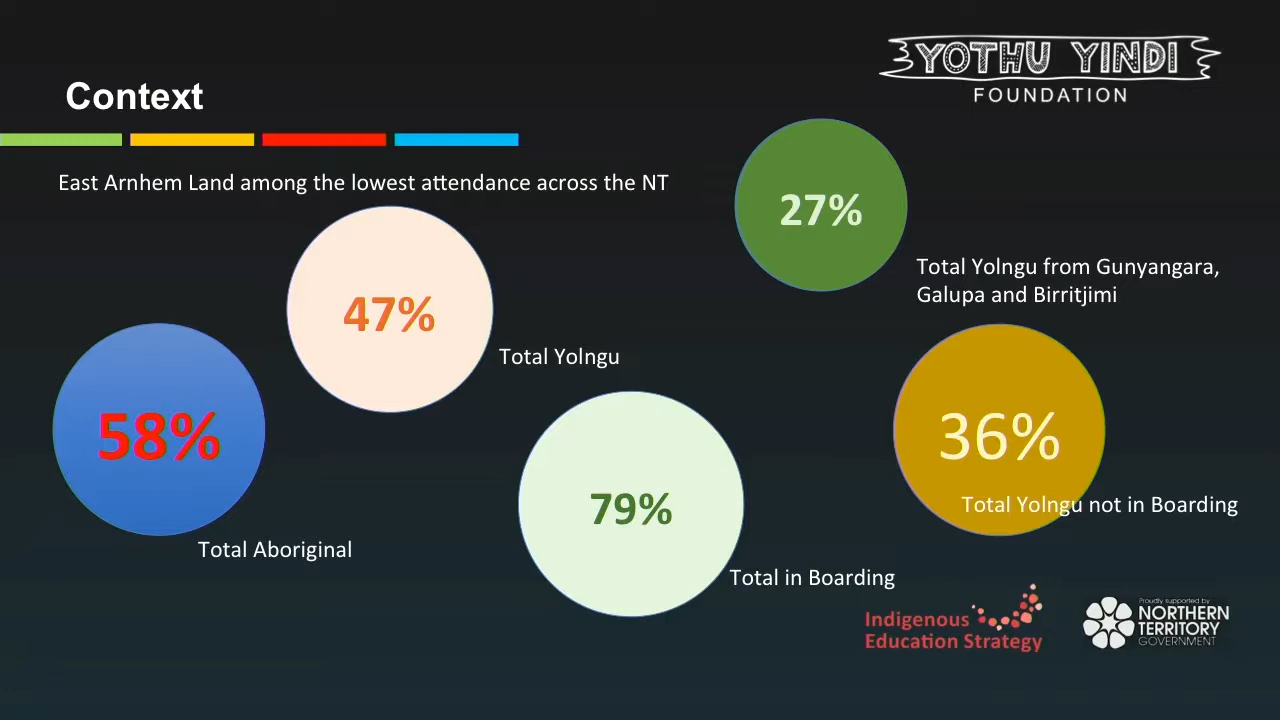 YOTHU YINDI
FOUNDATION
Context
East Arnhem Land among the lowest attendance across the NT
27%
Total Yolngu from Gunyangara,
Galupa and Birritjimi
47%
Total Yolngu
58%
Total Aboriginal
79%
Total in Boarding
36%
Total Yolngu not in Boarding
Indigenous
Education Strategy
Proudly supported by
NORTHERN
TERRITORY
GOVERNMENT